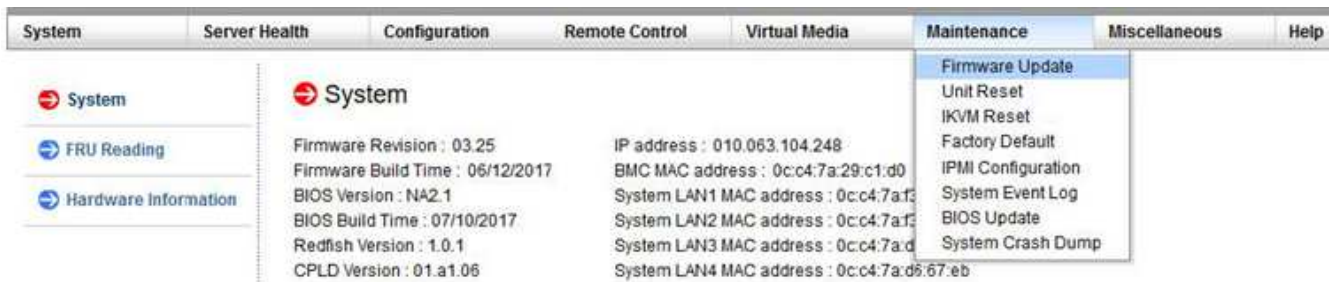 System Server Health Configuration Remote Control Virtual Media Maintenance Miscellaneous Help
Firmware Update
Unit Reset
IKVM Reset
Factory Default
IPMI Configuration
System Event Log
BIOS Update
System Crash Dump
System
FRU Reading
Hardware Information
System
Firmware Revision : 03.25
Firmware Build Time : 06/12/2017
BIOS Version : NA2.1
BIOS Build Time : 07/10/2017
Redfish Version : 1.0.1
CPLD Version : 01.a1.06
IP address : 010.063.104.248
BMC MAC address : 0c:c4:7a:29:c1:d0
System LAN1 MAC address : 0c:c4:7a:f3
System LAN2 MAC address : 0c:c4:7a:f3
System LAN3 MAC address : 0c:c4:7a:d
System LAN4 MAC address : 0c:c4:7a:d6:67:eb